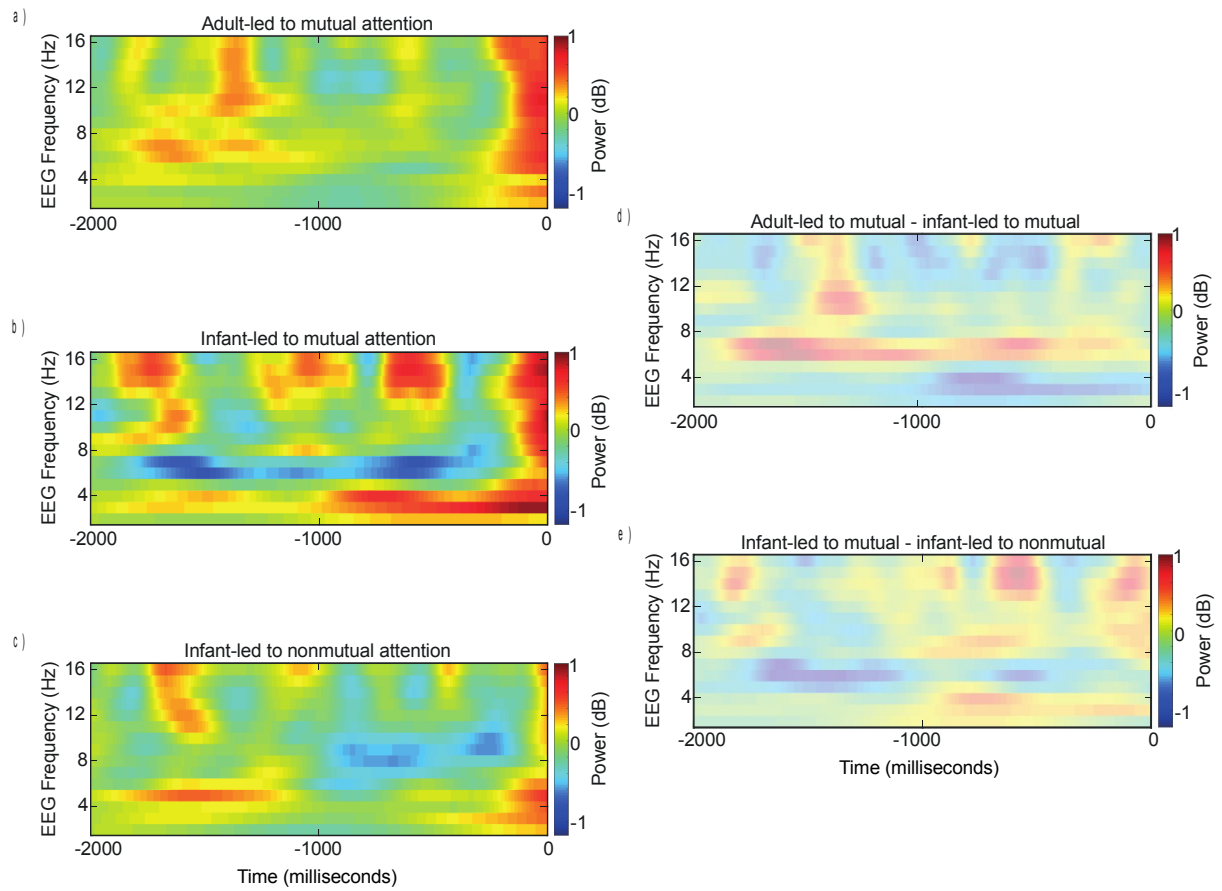 a )
Adult-led to mutual attention
EEG Frequency (Hz)
16
12
8
4
-2000
-1000
0
1
0
-1
Power (dB)
b )
Infant-led to mutual attention
EEG Frequency (Hz)
16
12
8
4
-2000
-1000
0
1
0
-1
Power (dB)
c )
Infant-led to nonmutual attention
EEG Frequency (Hz)
16
12
8
4
-2000
-1000
0
Time (milliseconds)
1
0
-1
Power (dB)
d )
Adult-led to mutual - infant-led to mutual
EEG Frequency (Hz)
16
12
8
4
-2000
-1000
0
1
0
-1
Power (dB)
e )
Infant-led to mutual - infant-led to nonmutual
EEG Frequency (Hz)
16
12
8
4
-2000
-1000
0
Time (milliseconds)
1
0
-1
Power (dB)